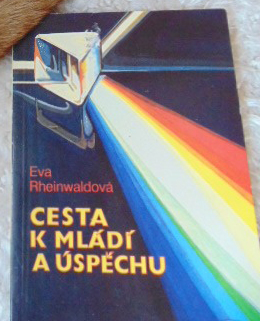 Eva
Rheinwaldová
CESTA
K MLÁDÍ
A ÚSPĚCHU